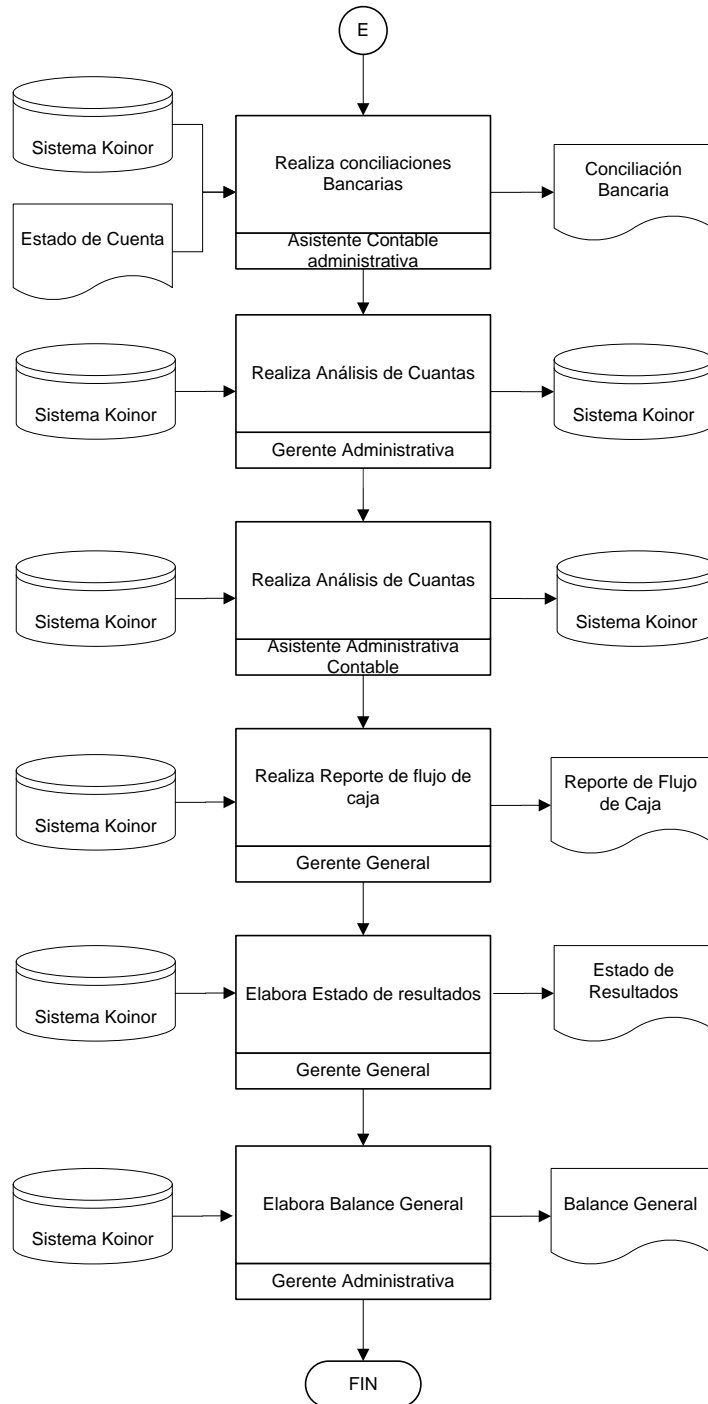 E
Sistema Koinor
Estado de Cuenta
Realiza conciliaciones
Bancarias
Asistente Contable
administrativa
Conciliación
Bancaria
Sistema Koinor
Realiza Análisis de Cuantas
Gerente Administrativa
Sistema Koinor
Sistema Koinor
Realiza Análisis de Cuantas
Asistente Administrativa
Contable
Sistema Koinor
Sistema Koinor
Realiza Reporte de flujo de
caja
Gerente General
Reporte de Flujo
de Caja
Sistema Koinor
Elabora Estado de resultados
Gerente General
Estado de
Resultados
Sistema Koinor
Elabora Balance General
Gerente Administrativa
Balance General
FIN